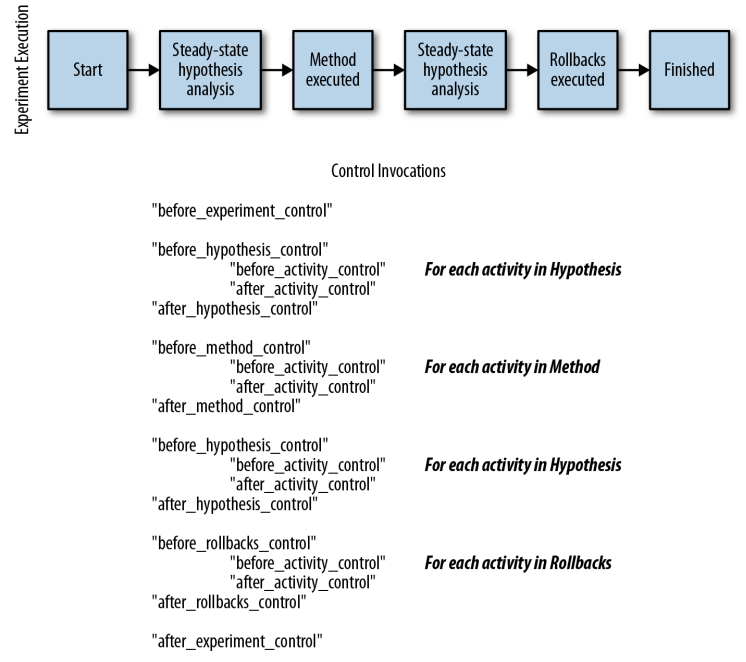 Experiment Execution
Start
Steady-state
hypothesis
analysis
Method
executed
Steady-state
hypothesis
analysis
Rollbacks
executed
Finished
Control Invocations
"before_experiment_control"
"before_hypothesis_control"
"before_activity_control" For each activity in Hypothesis
"after_activity_control"
"after_hypothesis_control"
"before_method_control"
"before_activity_control" For each activity in Method
"after_activity_control"
"after_method_control"
"before_hypothesis_control"
"before_activity_control" For each activity in Hypothesis
"after_activity_control"
"after_hypothesis_control"
"before_rollbacks_control"
"before_activity_control" For each activity in Rollbacks
"after_activity_control"
"after_rollbacks_control"
"after_experiment_control"